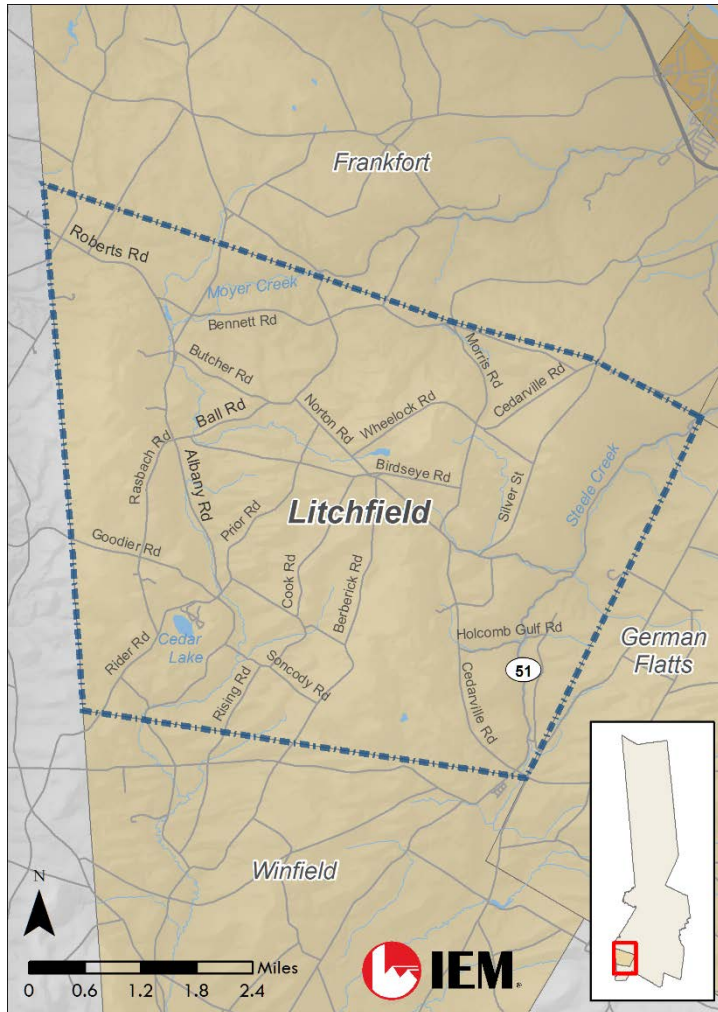 Frankfort
Roberts Rd
Moyer Creek
Bennett Rd
Morris Rd
Butcher Rd
Cedarville Rd
Norton Rd
Wheelock Rd
Ball Rd
Rasbach Rd
Birdseye Rd
Albany Rd
Silver St
Steele Creek
Litchfield
Prior Rd
Goodier Rd
Cook Rd
Berberick Rd
Holcomb Gulf Rd
German
Flatts
Cedar
Lake
Rider Rd
Soncody Rd
51
Rising Rd
Cedarville Rd
Winfield
N
Miles
0 0.6 1.2 1.8 2.4
IEM®